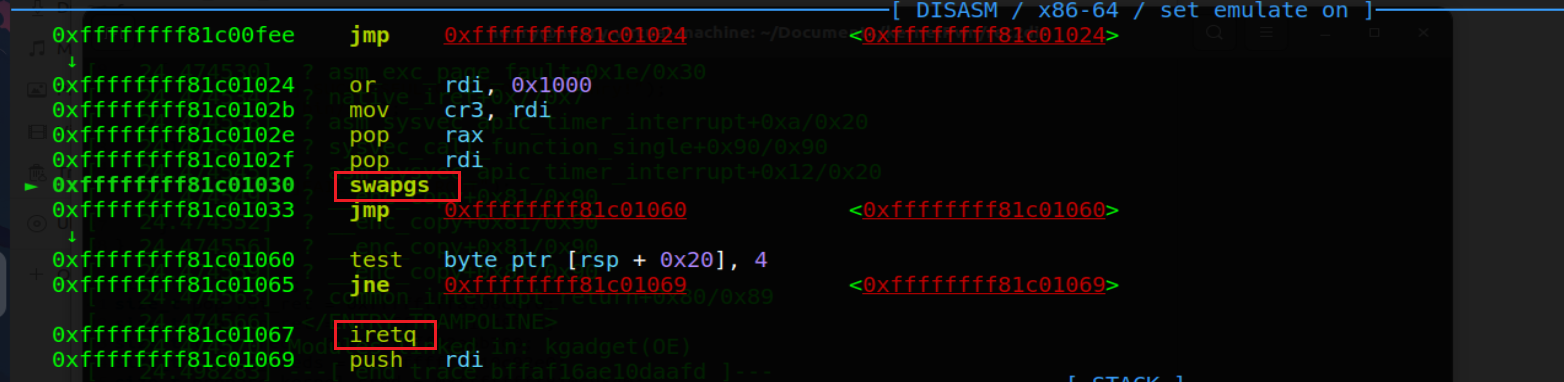 [ DISASM / x86-64 / set emulate on ]
0xffffffff81c00fee jmp 0xffffffff81c01024 <0xffffffff81c01024>
↓
0xffffffff81c01024 or rdi, 0x1000
0xffffffff81c0102b mov cr3, rdi
0xffffffff81c0102e pop rax
0xffffffff81c0102f pop rdi
► 0xffffffff81c01030 swapgs
0xffffffff81c01033 jmp 0xffffffff81c01060 <0xffffffff81c01060>
↓
0xffffffff81c01060 test byte ptr [rsp + 0x20], 4
0xffffffff81c01065 jne 0xffffffff81c01069 <0xffffffff81c01069>
0xffffffff81c01067 iretq
0xffffffff81c01069 push rdi
[ STACK ]